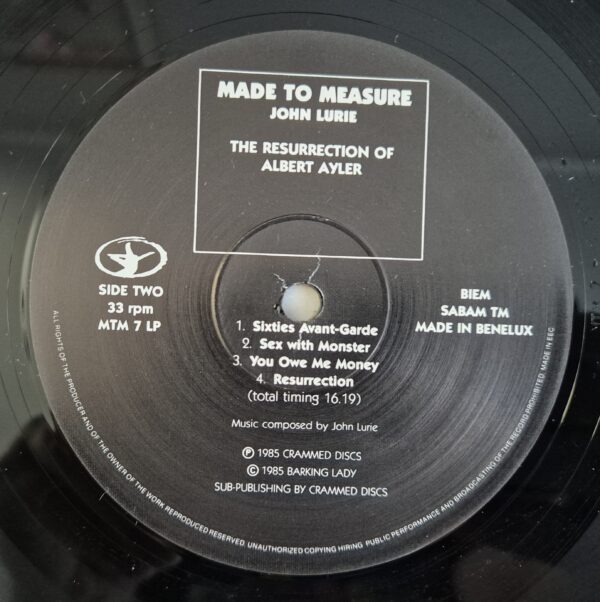 MADE TO MEASURE
JOHN LURIE
THE RESURRECTION OF
ALBERT AYLER
SIDE TWO
33 rpm
MTM 7 LP
BIEM
SABAM TM
MADE IN BENELUX
1. Sixties Avant-Garde
2. Sex with Monster
3. You Owe Me Money
4. Resurrection
(total timing 16.19)
Music composed by John Lurie
Ⓟ 1985 CRAMMED DISCS
© 1985 BARKING LADY
SUB-PUBLISHING BY CRAMMED DISCS
ALL RIGHTS OF THE PRODUCER AND OF THE OWNER OF THE WORK REPRODUCED RESERVED. UNAUTHORIZED COPYING HIRING PUBLIC PERFORMANCE AND BROADCASTING OF THE RECORD PROHIBITED. MADE IN EEC